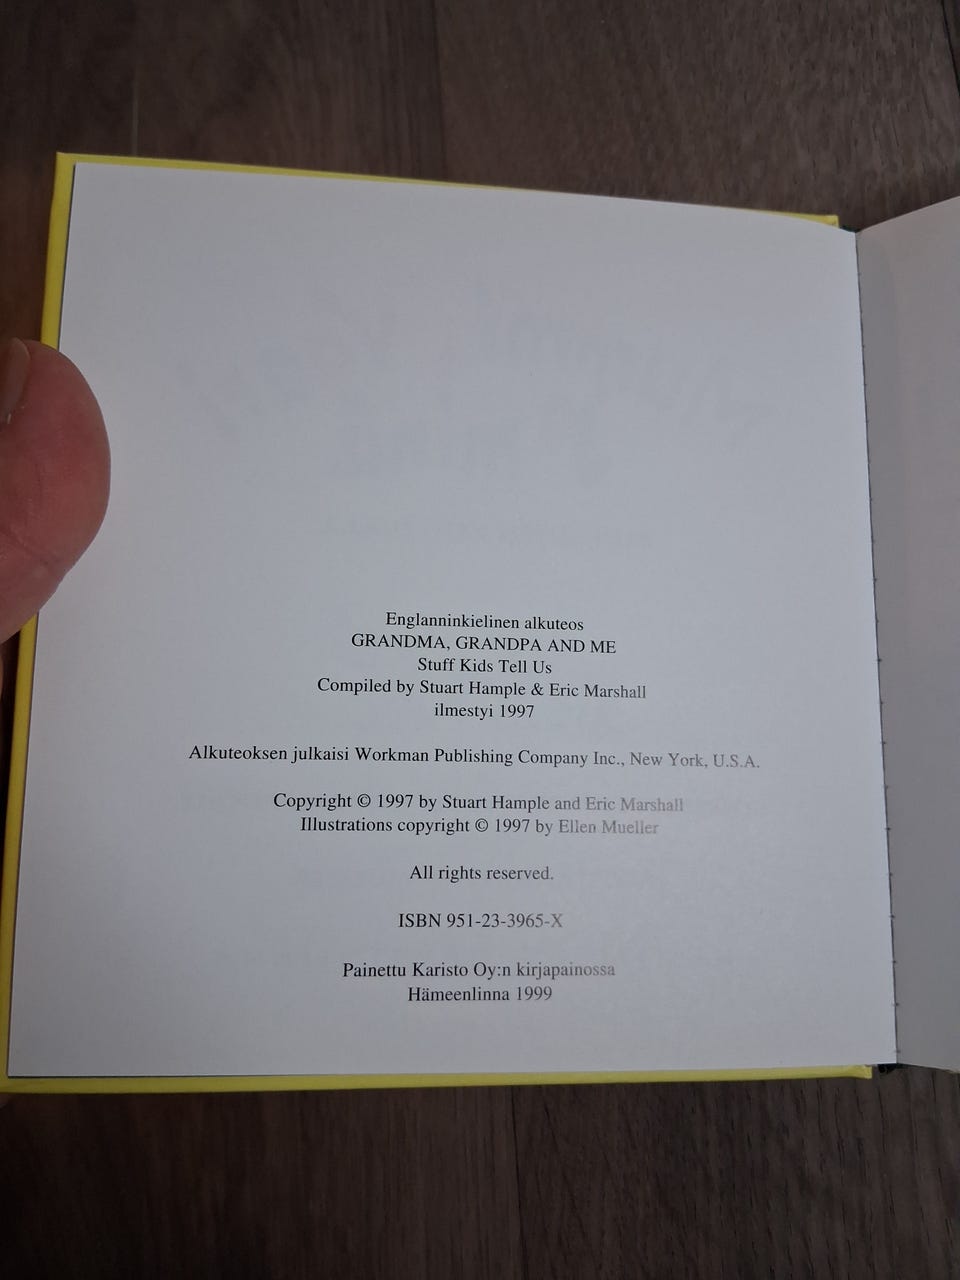 Englanninkielinen alkuteos
GRANDMA, GRANDPA AND ME
Stuff Kids Tell Us
Compiled by Stuart Hample & Eric Marshall
ilmestyi 1997
Alkuteoksen julkaisi Workman Publishing Company Inc., New York, U.S.A.
Copyright © 1997 by Stuart Hample and Eric Marshall
Illustrations copyright © 1997 by Ellen Mueller
All rights reserved.
ISBN 951-23-3965-X
Painettu Karisto Oy:n kirjapainossa
Hämeenlinna 1999